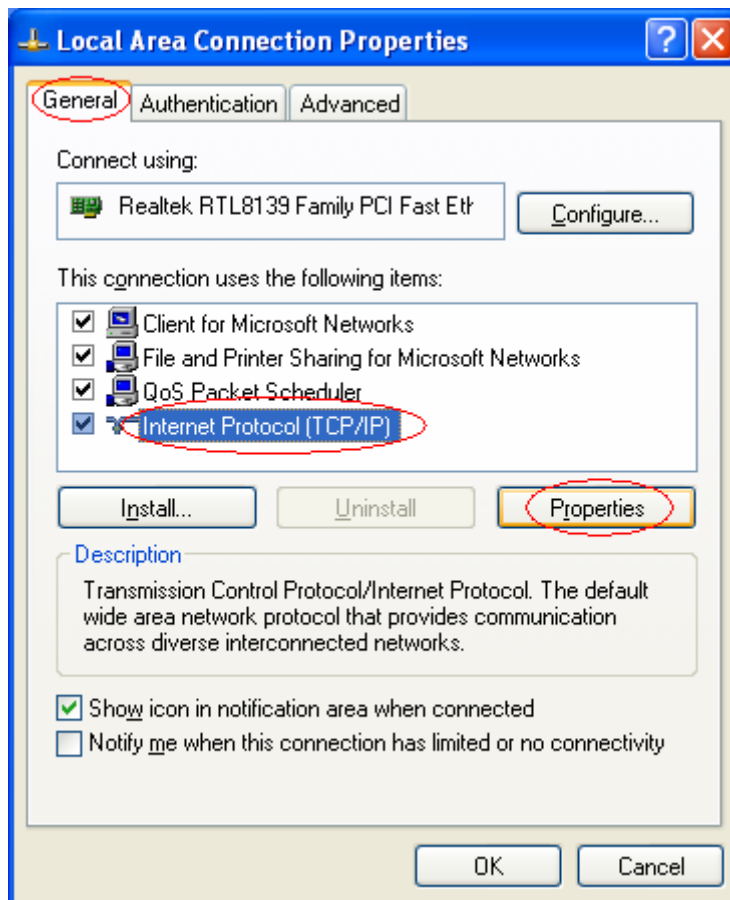 Local Area Connection Properties
General Authentication Advanced
Connect using:
Realtek RTL8139 Family PCI Fast Eth
Configure...
This connection uses the following items:
Client for Microsoft Networks
File and Printer Sharing for Microsoft Networks
QoS Packet Scheduler
Internet Protocol (TCP/IP)
Install... Uninstall Properties
Description
Transmission Control Protocol/Internet Protocol. The default
wide area network protocol that provides communication
across diverse interconnected networks.
Show icon in notification area when connected
Notify me when this connection has limited or no connectivity
OK Cancel